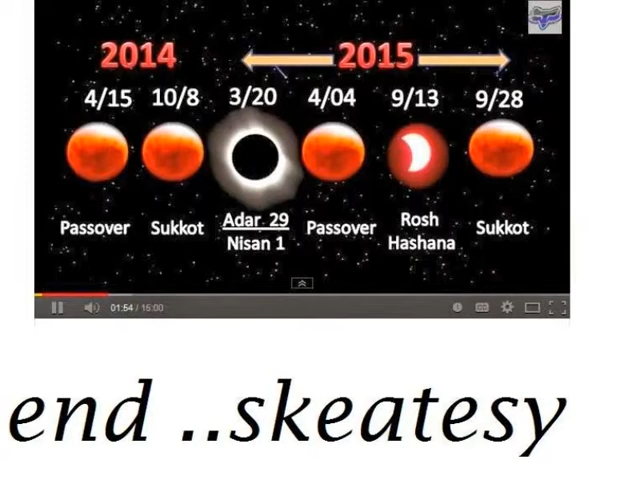 2014 2015
4/15 10/8 3/20 4/04 9/13 9/28
Passover Sukkot Adar 29 Passover Rosh Sukkot
Nisan 1 Hashana
01:54 / 15:00
CC
end ..skeatesy